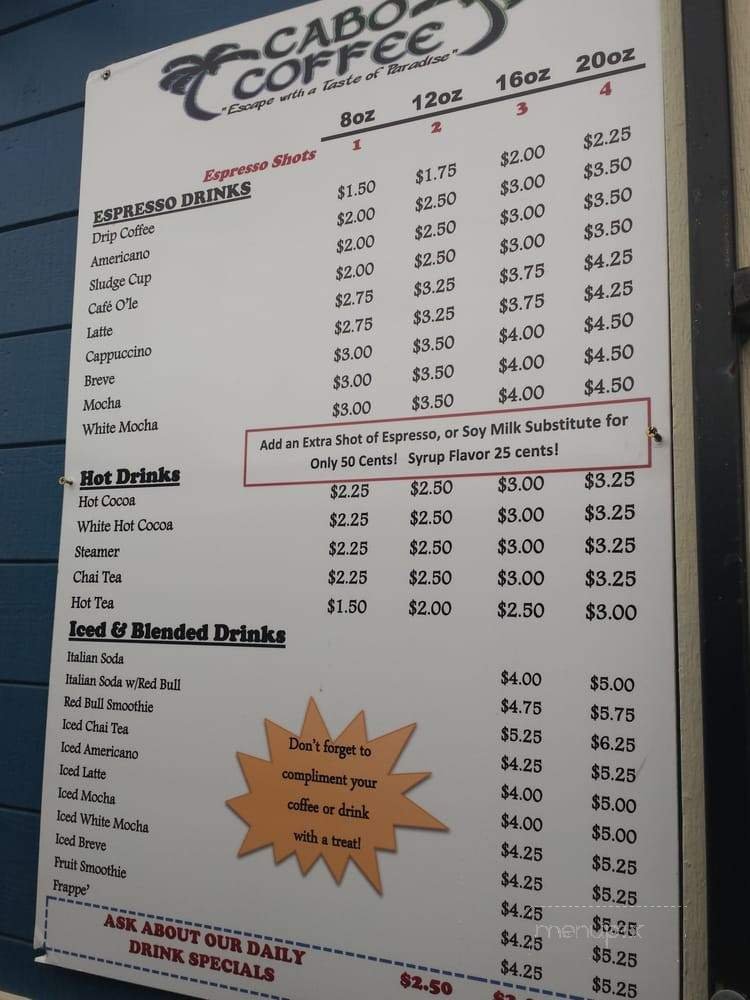 CABO
COFFEE
"Escape with a Taste of Paradise"
8oz 12oz 16oz 20oz
Espresso Shots 1 2 3 4
ESPRESSO DRINKS
Drip Coffee $1.50 $1.75 $2.00 $2.25
Americano $2.00 $2.50 $3.00 $3.50
Sludge Cup $2.00 $2.50 $3.00 $3.50
Café O'le $2.00 $2.50 $3.00 $3.50
Latte $2.75 $3.25 $3.75 $4.25
Cappuccino $2.75 $3.25 $3.75 $4.25
Breve $3.00 $3.50 $4.00 $4.50
Mocha $3.00 $3.50 $4.00 $4.50
White Mocha $3.00 $3.50 $4.00 $4.50
Add an Extra Shot of Espresso, or Soy Milk Substitute for
Only 50 Cents! Syrup Flavor 25 cents!
Hot Drinks
Hot Cocoa $2.25 $2.50 $3.00 $3.25
White Hot Cocoa $2.25 $2.50 $3.00 $3.25
Steamer $2.25 $2.50 $3.00 $3.25
Chai Tea $2.25 $2.50 $3.00 $3.25
Hot Tea $1.50 $2.00 $2.50 $3.00
Iced & Blended Drinks
Italian Soda $4.00 $5.00
Italian Soda w/Red Bull $4.75 $5.75
Red Bull Smoothie $5.25 $6.25
Iced Chai Tea $4.25 $5.25
Iced Americano $4.00 $5.00
Iced Latte $4.00 $5.00
Iced Mocha $4.25 $5.25
Iced White Mocha $4.25 $5.25
Iced Breve $4.25 $5.25
Fruit Smoothie $4.25 $5.25
Frappe' $4.25 $5.25
Don't forget to
compliment your
coffee or drink
with a treat!
ASK ABOUT OUR DAILY
DRINK SPECIALS
$2.50
menupix